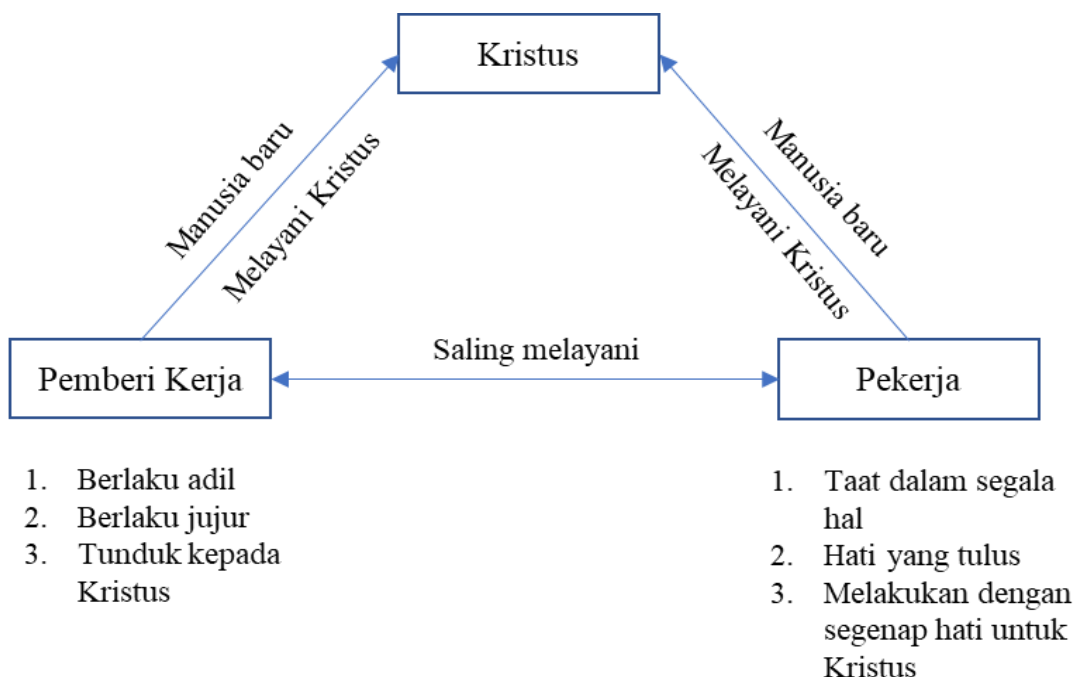 Kristus
Manusia baru
Melayani Kristus
Manusia baru
Melayani Kristus
Pemberi Kerja
Saling melayani
Pekerja
1. Berlaku adil
2. Berlaku jujur
3. Tunduk kepada
Kristus
1. Taat dalam segala
hal
2. Hati yang tulus
3. Melakukan dengan
segenap hati untuk
Kristus